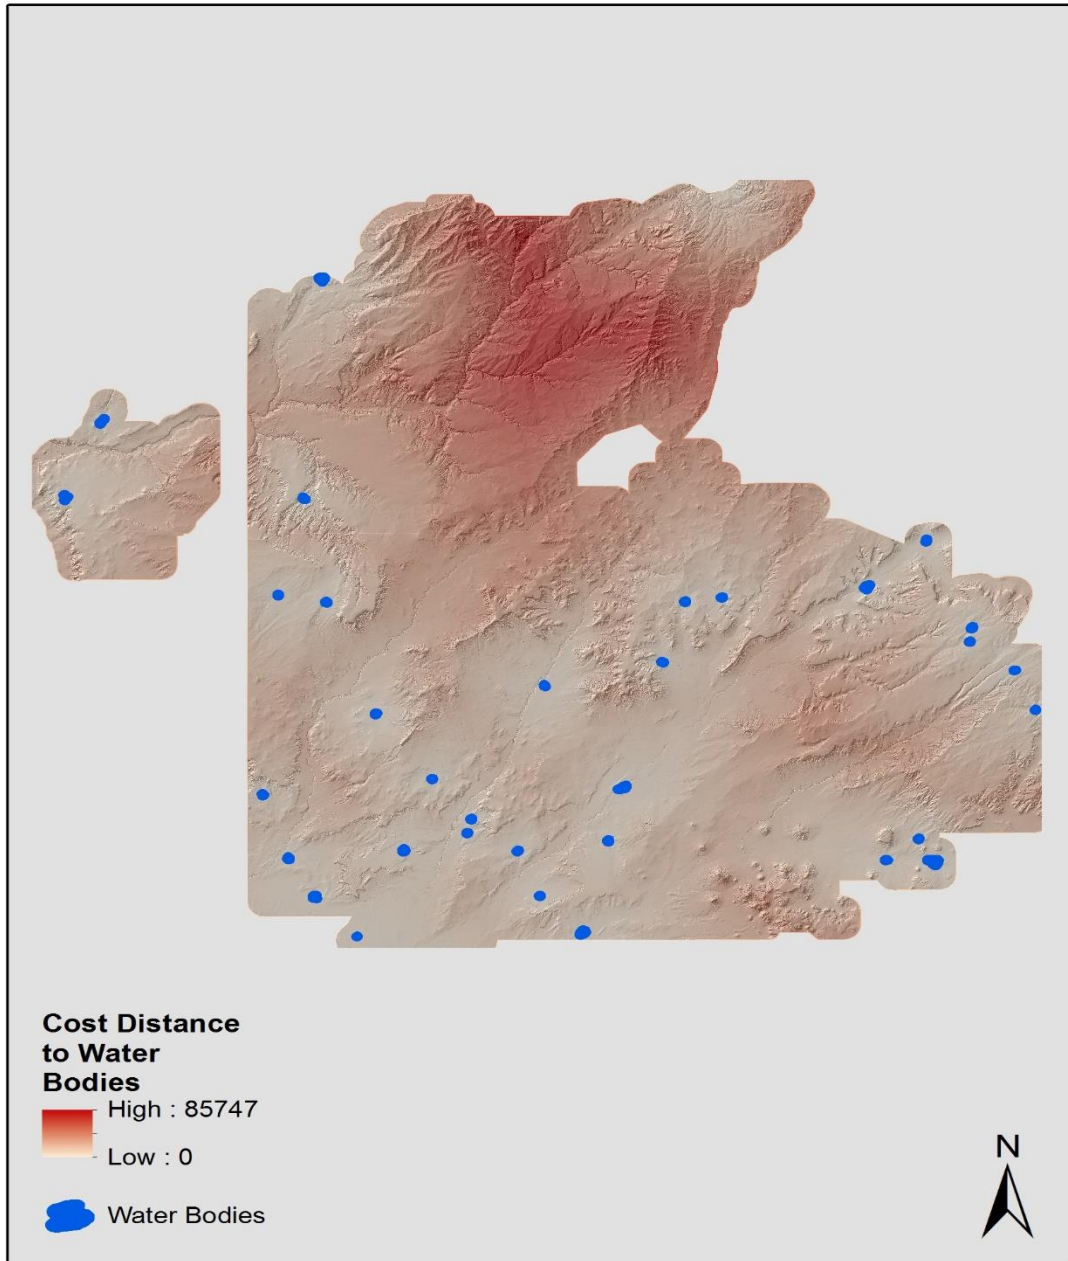 Cost Distance
to Water
Bodies
High : 85747
Low : 0
Water Bodies
N